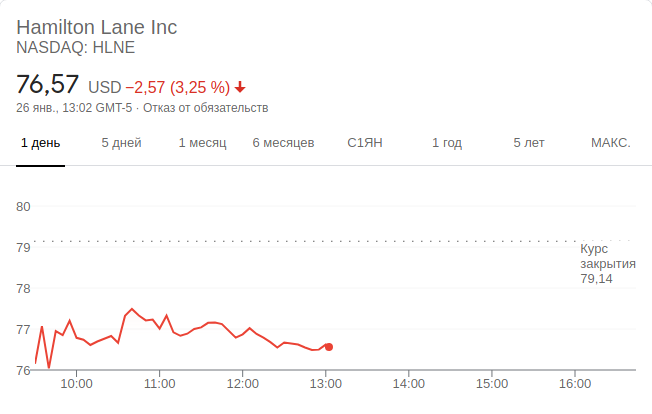 Hamilton Lane Inc
NASDAQ: HLNE
76,57 USD −2,57 (3,25 %)
26 янв., 13:02 GMT-5 · Отказ от обязательств
1 день 5 дней 1 месяц 6 месяцев С1ЯН 1 год 5 лет МАКС.
80
79
Курс
закрытия
79,14
78
77
76
10:00 11:00 12:00 13:00 14:00 15:00 16:00